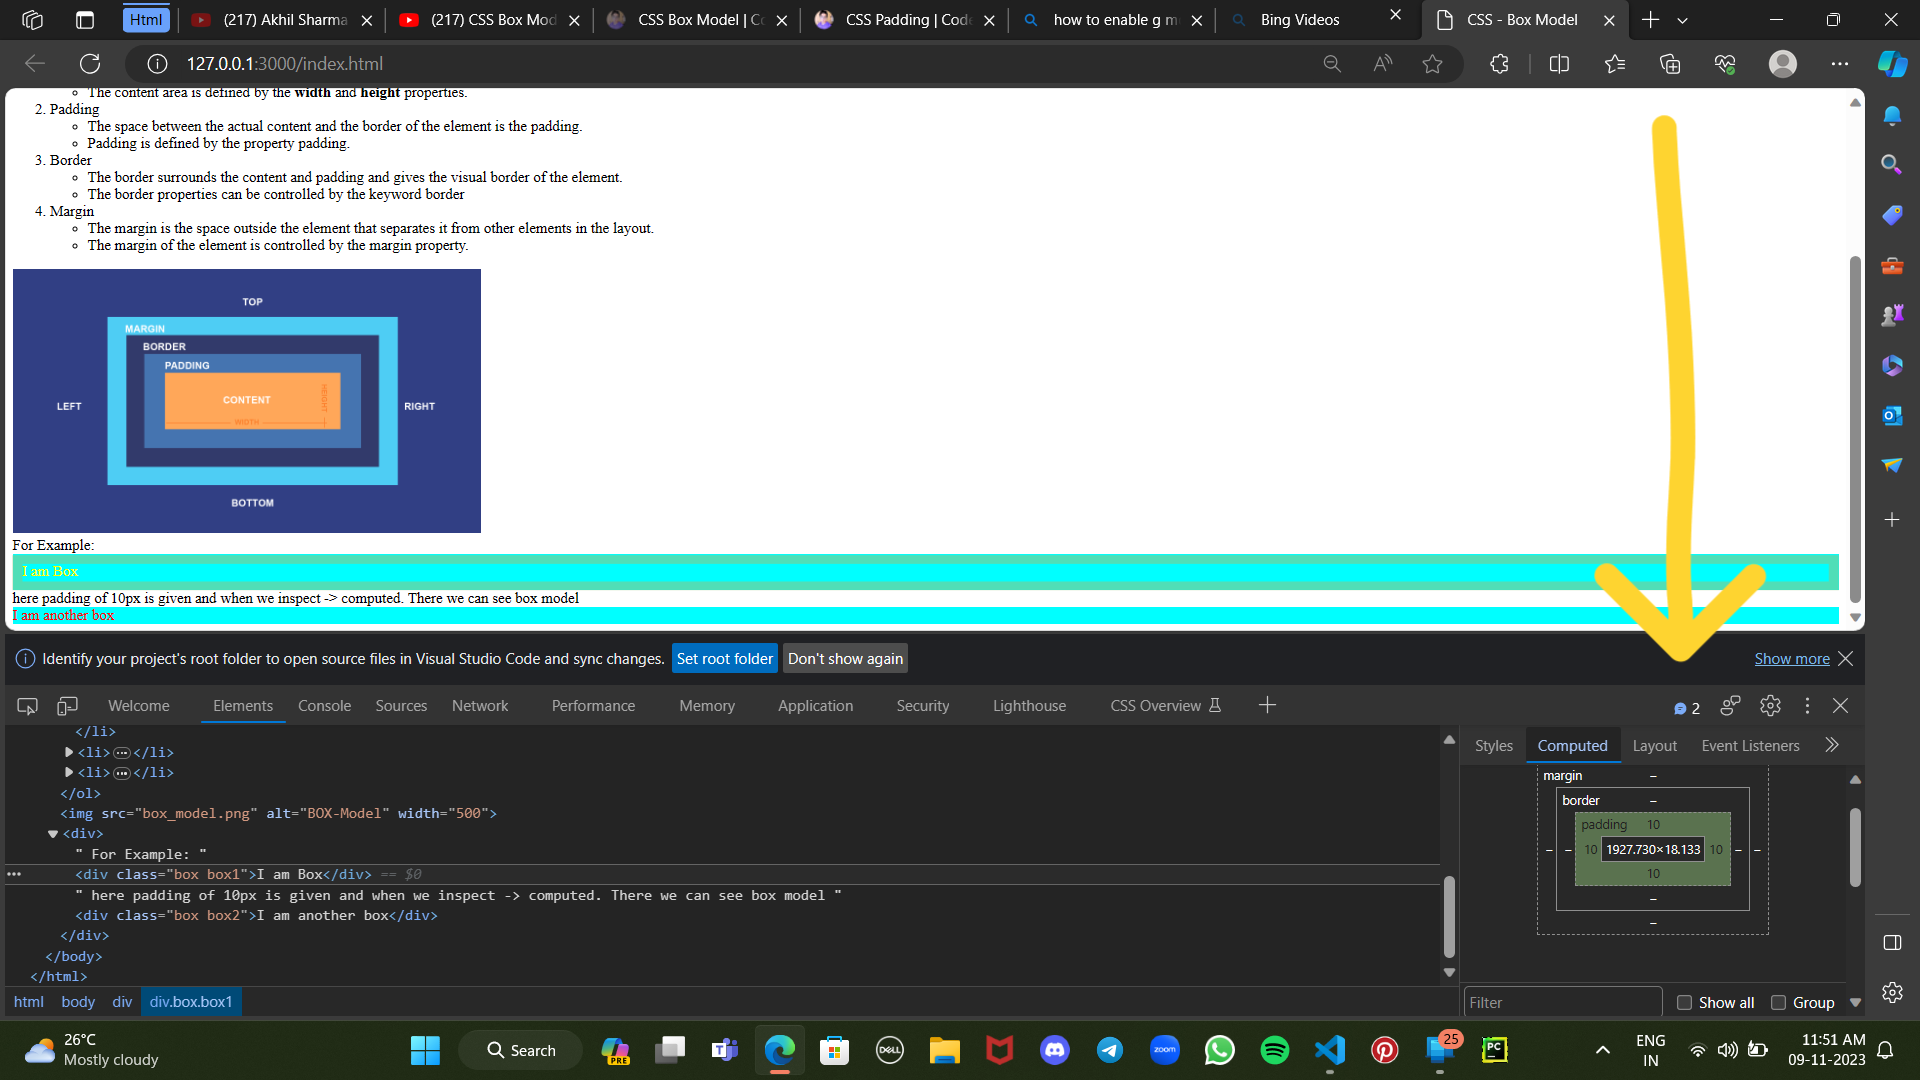 Html
(217) Akhil Sharma
(217) CSS Box Mod
CSS Box Model | Co
CSS Padding | Code
how to enable g m
Bing Videos
CSS - Box Model
127.0.0.1:3000/index.html
The content area is defined by the width and height properties.
2. Padding
The space between the actual content and the border of the element is the padding.
Padding is defined by the property padding.
3. Border
The border surrounds the content and padding and gives the visual border of the element.
The border properties can be controlled by the keyword border
4. Margin
The margin is the space outside the element that separates it from other elements in the layout.
The margin of the element is controlled by the margin property.
TOP
MARGIN
BORDER
PADDING
CONTENT
HEIGHT
WIDTH
LEFT
RIGHT
BOTTOM
For Example:
I am Box
here padding of 10px is given and when we inspect -> computed. There we can see box model
I am another box
Identify your project's root folder to open source files in Visual Studio Code and sync changes. Set root folder Don't show again Show more
Welcome Elements Console Sources Network Performance Memory Application Security Lighthouse CSS Overview 2
</li>
<li>…</li>
<li>…</li>
</ol>
<img src="box_model.png" alt="BOX-Model" width="500">
<div>
" For Example: "
<div class="box box1">I am Box</div> == $0
" here padding of 10px is given and when we inspect -> computed. There we can see box model "
<div class="box box2">I am another box</div>
</div>
</body>
</html>
html body div div.box.box1
Styles Computed Layout Event Listeners
margin –
border –
padding 10
– – 10 1927.730×18.133 10 – –
10
–
–
Filter Show all Group
26°C
Mostly cloudy
Search
PRE
DELL
zoom
25
PC
ENG
IN
11:51 AM
09-11-2023